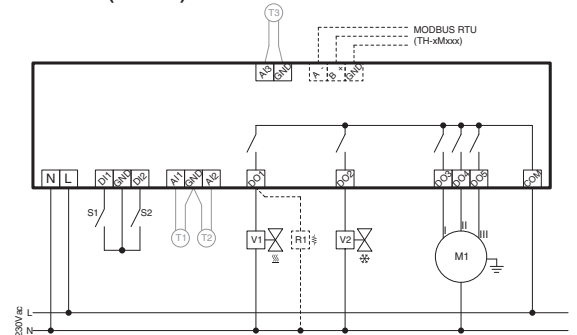 T3
MODBUS RTU
(TH-xMxxx)
AI3 GND A - B + GND
N L DI1 GND DI2 AI1 GND AI2 DO1 DO2 DO3 DO4 DO5 COM
S1 S2 T1 T2 V1 R1 V2 I II III
M1
230Vac L
N